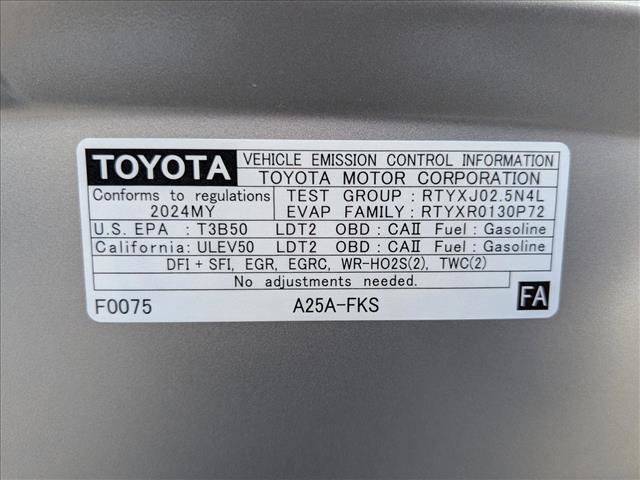 TOYOTA VEHICLE EMISSION CONTROL INFORMATION
TOYOTA MOTOR CORPORATION
Conforms to regulations TEST GROUP : RTYXJ02.5N4L
2024MY EVAP FAMILY : RTYXR0130P72
U.S. EPA : T3B50 LDT2 OBD : CAⅡ Fuel : Gasoline
California: ULEV50 LDT2 OBD : CAⅡ Fuel : Gasoline
DFI + SFI, EGR, EGRC, WR-HO2S(2), TWC(2)
No adjustments needed.
F0075 A25A-FKS FA